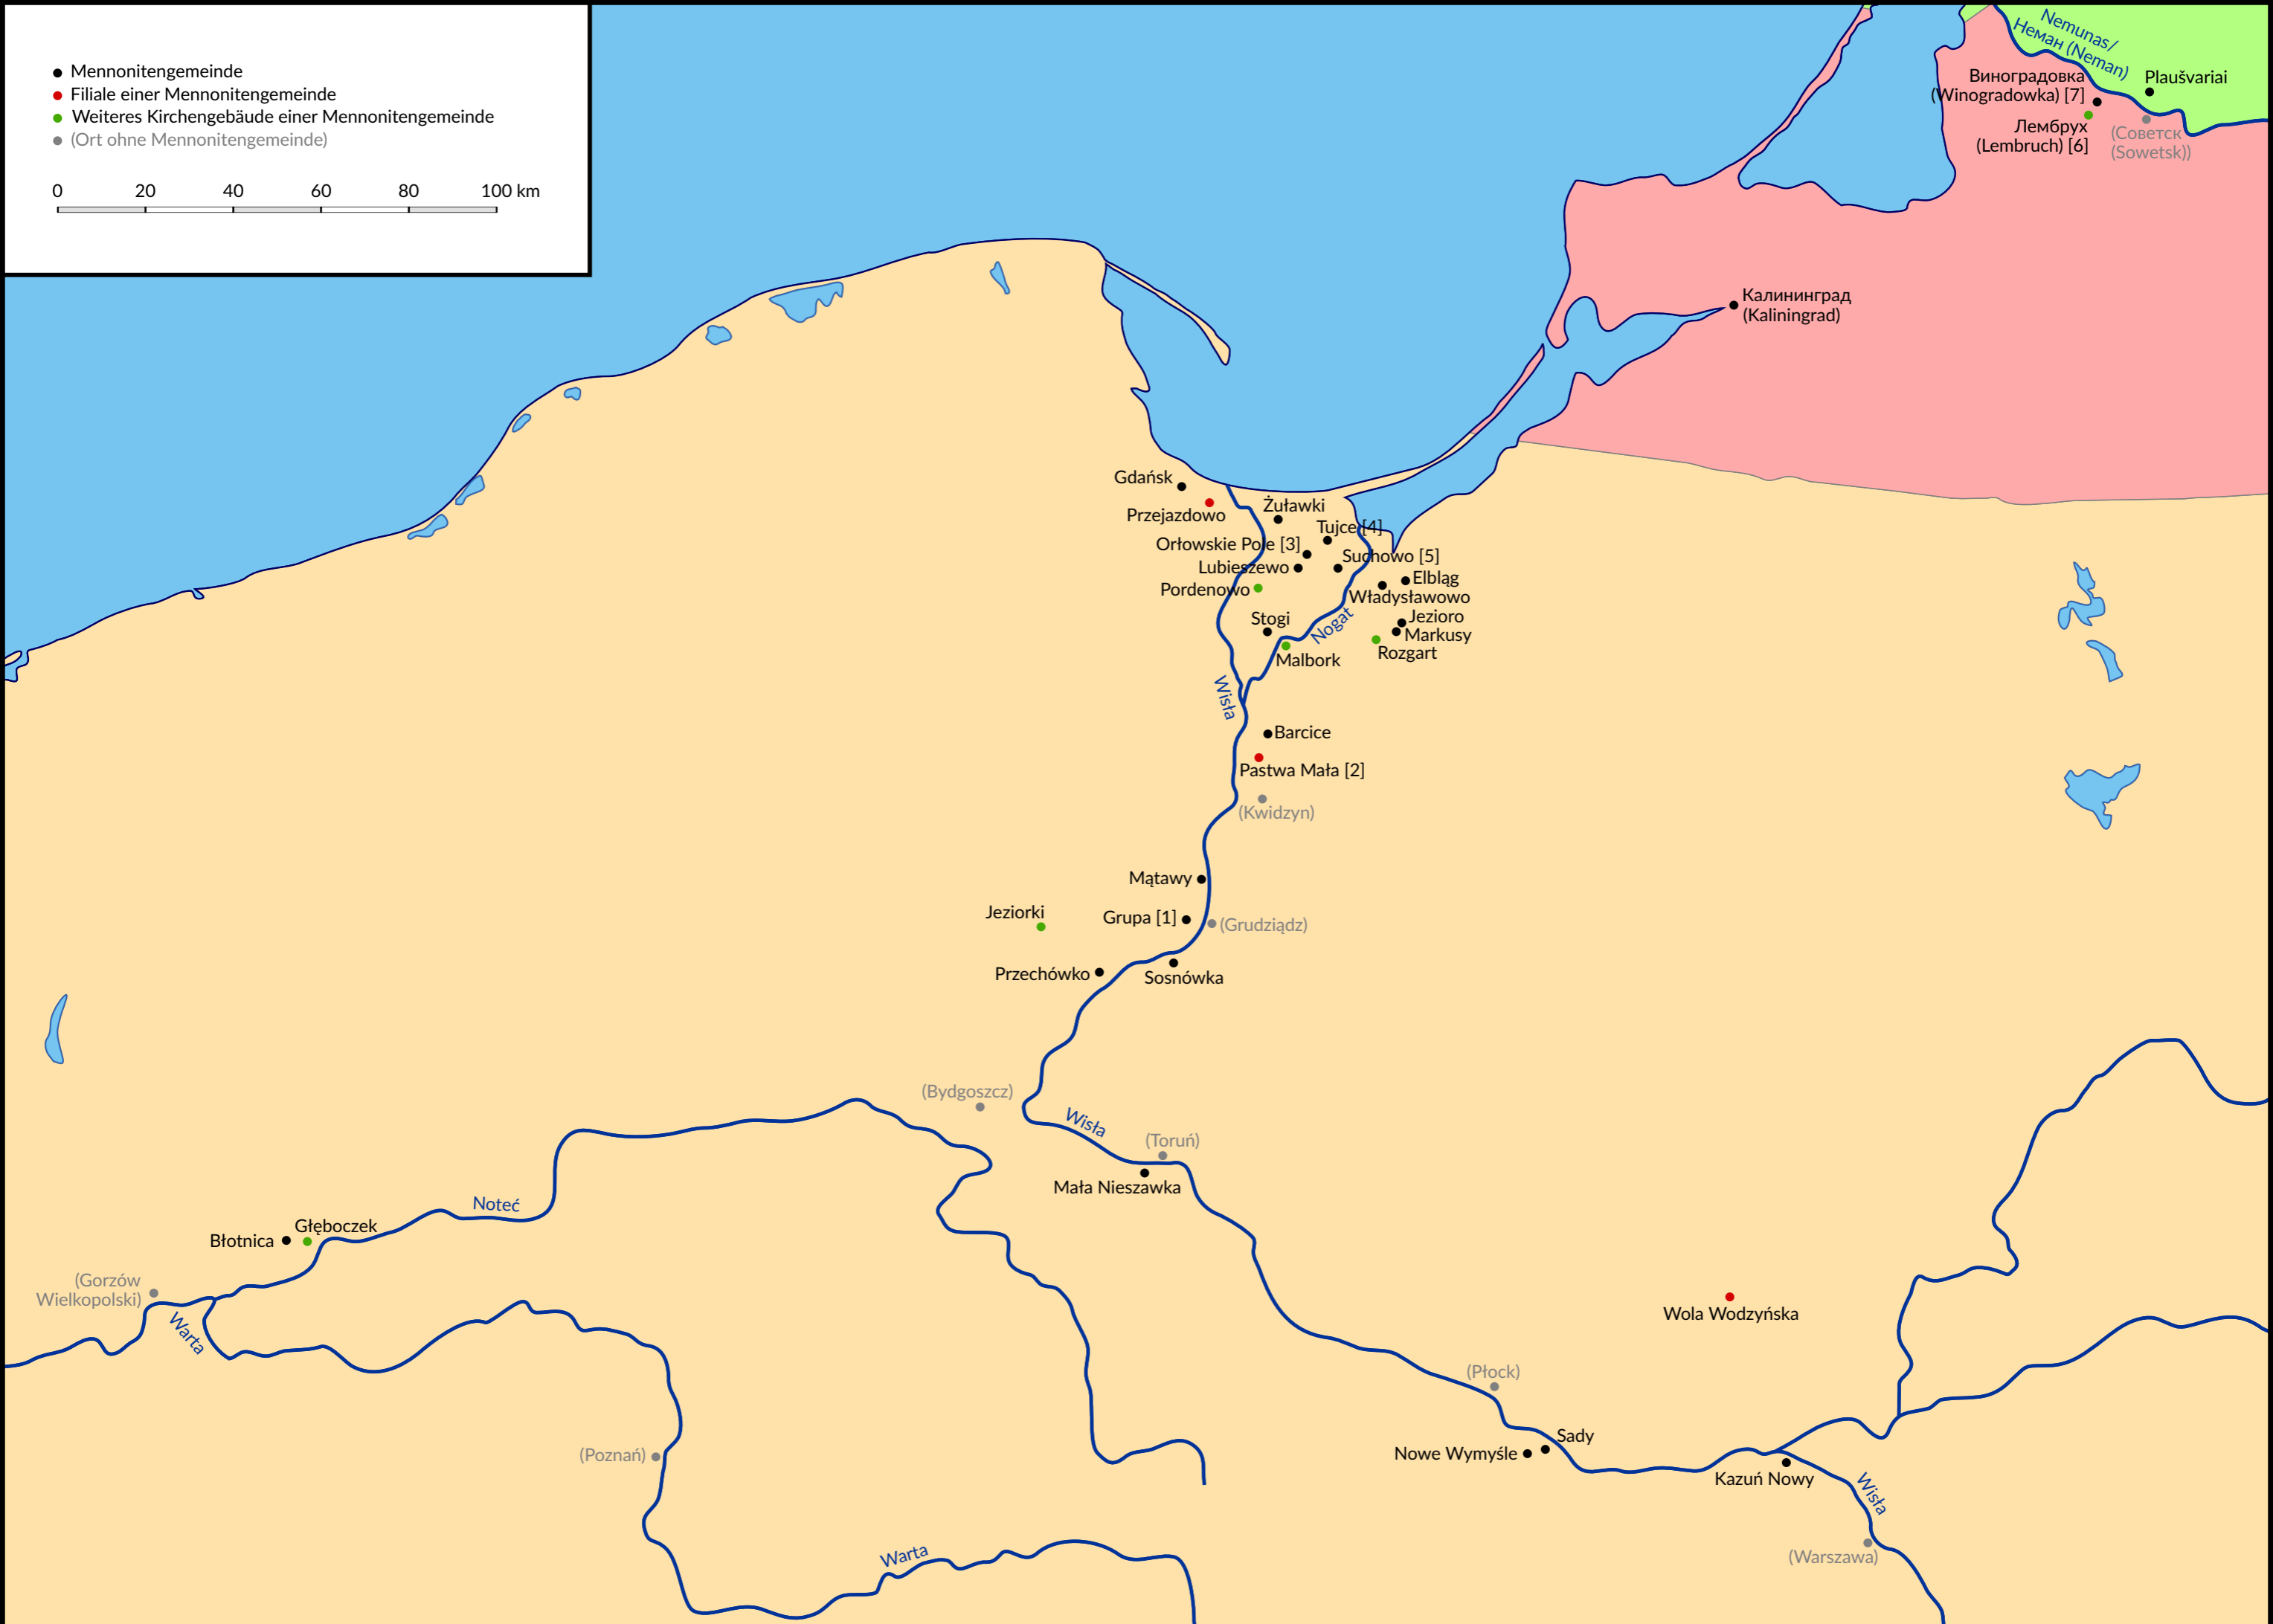 Mennonitengemeinde
Filiale einer Mennonitengemeinde
Weiteres Kirchengebäude einer Mennonitengemeinde
(Ort ohne Mennonitengemeinde)
0 20 40 60 80 100 km
Nemunas/
Неман (Neman)
Виноградовка
(Winogradowka) [7]
Plaušvariai
Лембрух
(Lembruch) [6]
(Советск
(Sowetsk))
Калининград
(Kaliningrad)
Gdańsk
Przejazdowo
Żuławki
Tujce [4]
Orłowskie Pole [3]
Suchowo [5]
Lubieszewo
Elbląg
Pordenowo
Władysławowo
Stogi
Nogat
Jezioro
Markusy
Malbork
Rozgart
Wisła
Barcice
Pastwa Mała [2]
(Kwidzyn)
Mątawy
Jeziorki
Grupa [1]
(Grudziądz)
Przechówko
Sosnówka
(Bydgoszcz)
Wisła
(Toruń)
Mała Nieszawka
Noteć
Głęboczek
Błotnica
(Gorzów
Wielkopolski)
Warta
Wola Wodzyńska
(Płock)
(Poznań)
Sady
Nowe Wymyśle
Kazuń Nowy
Wisła
Warta
(Warszawa)